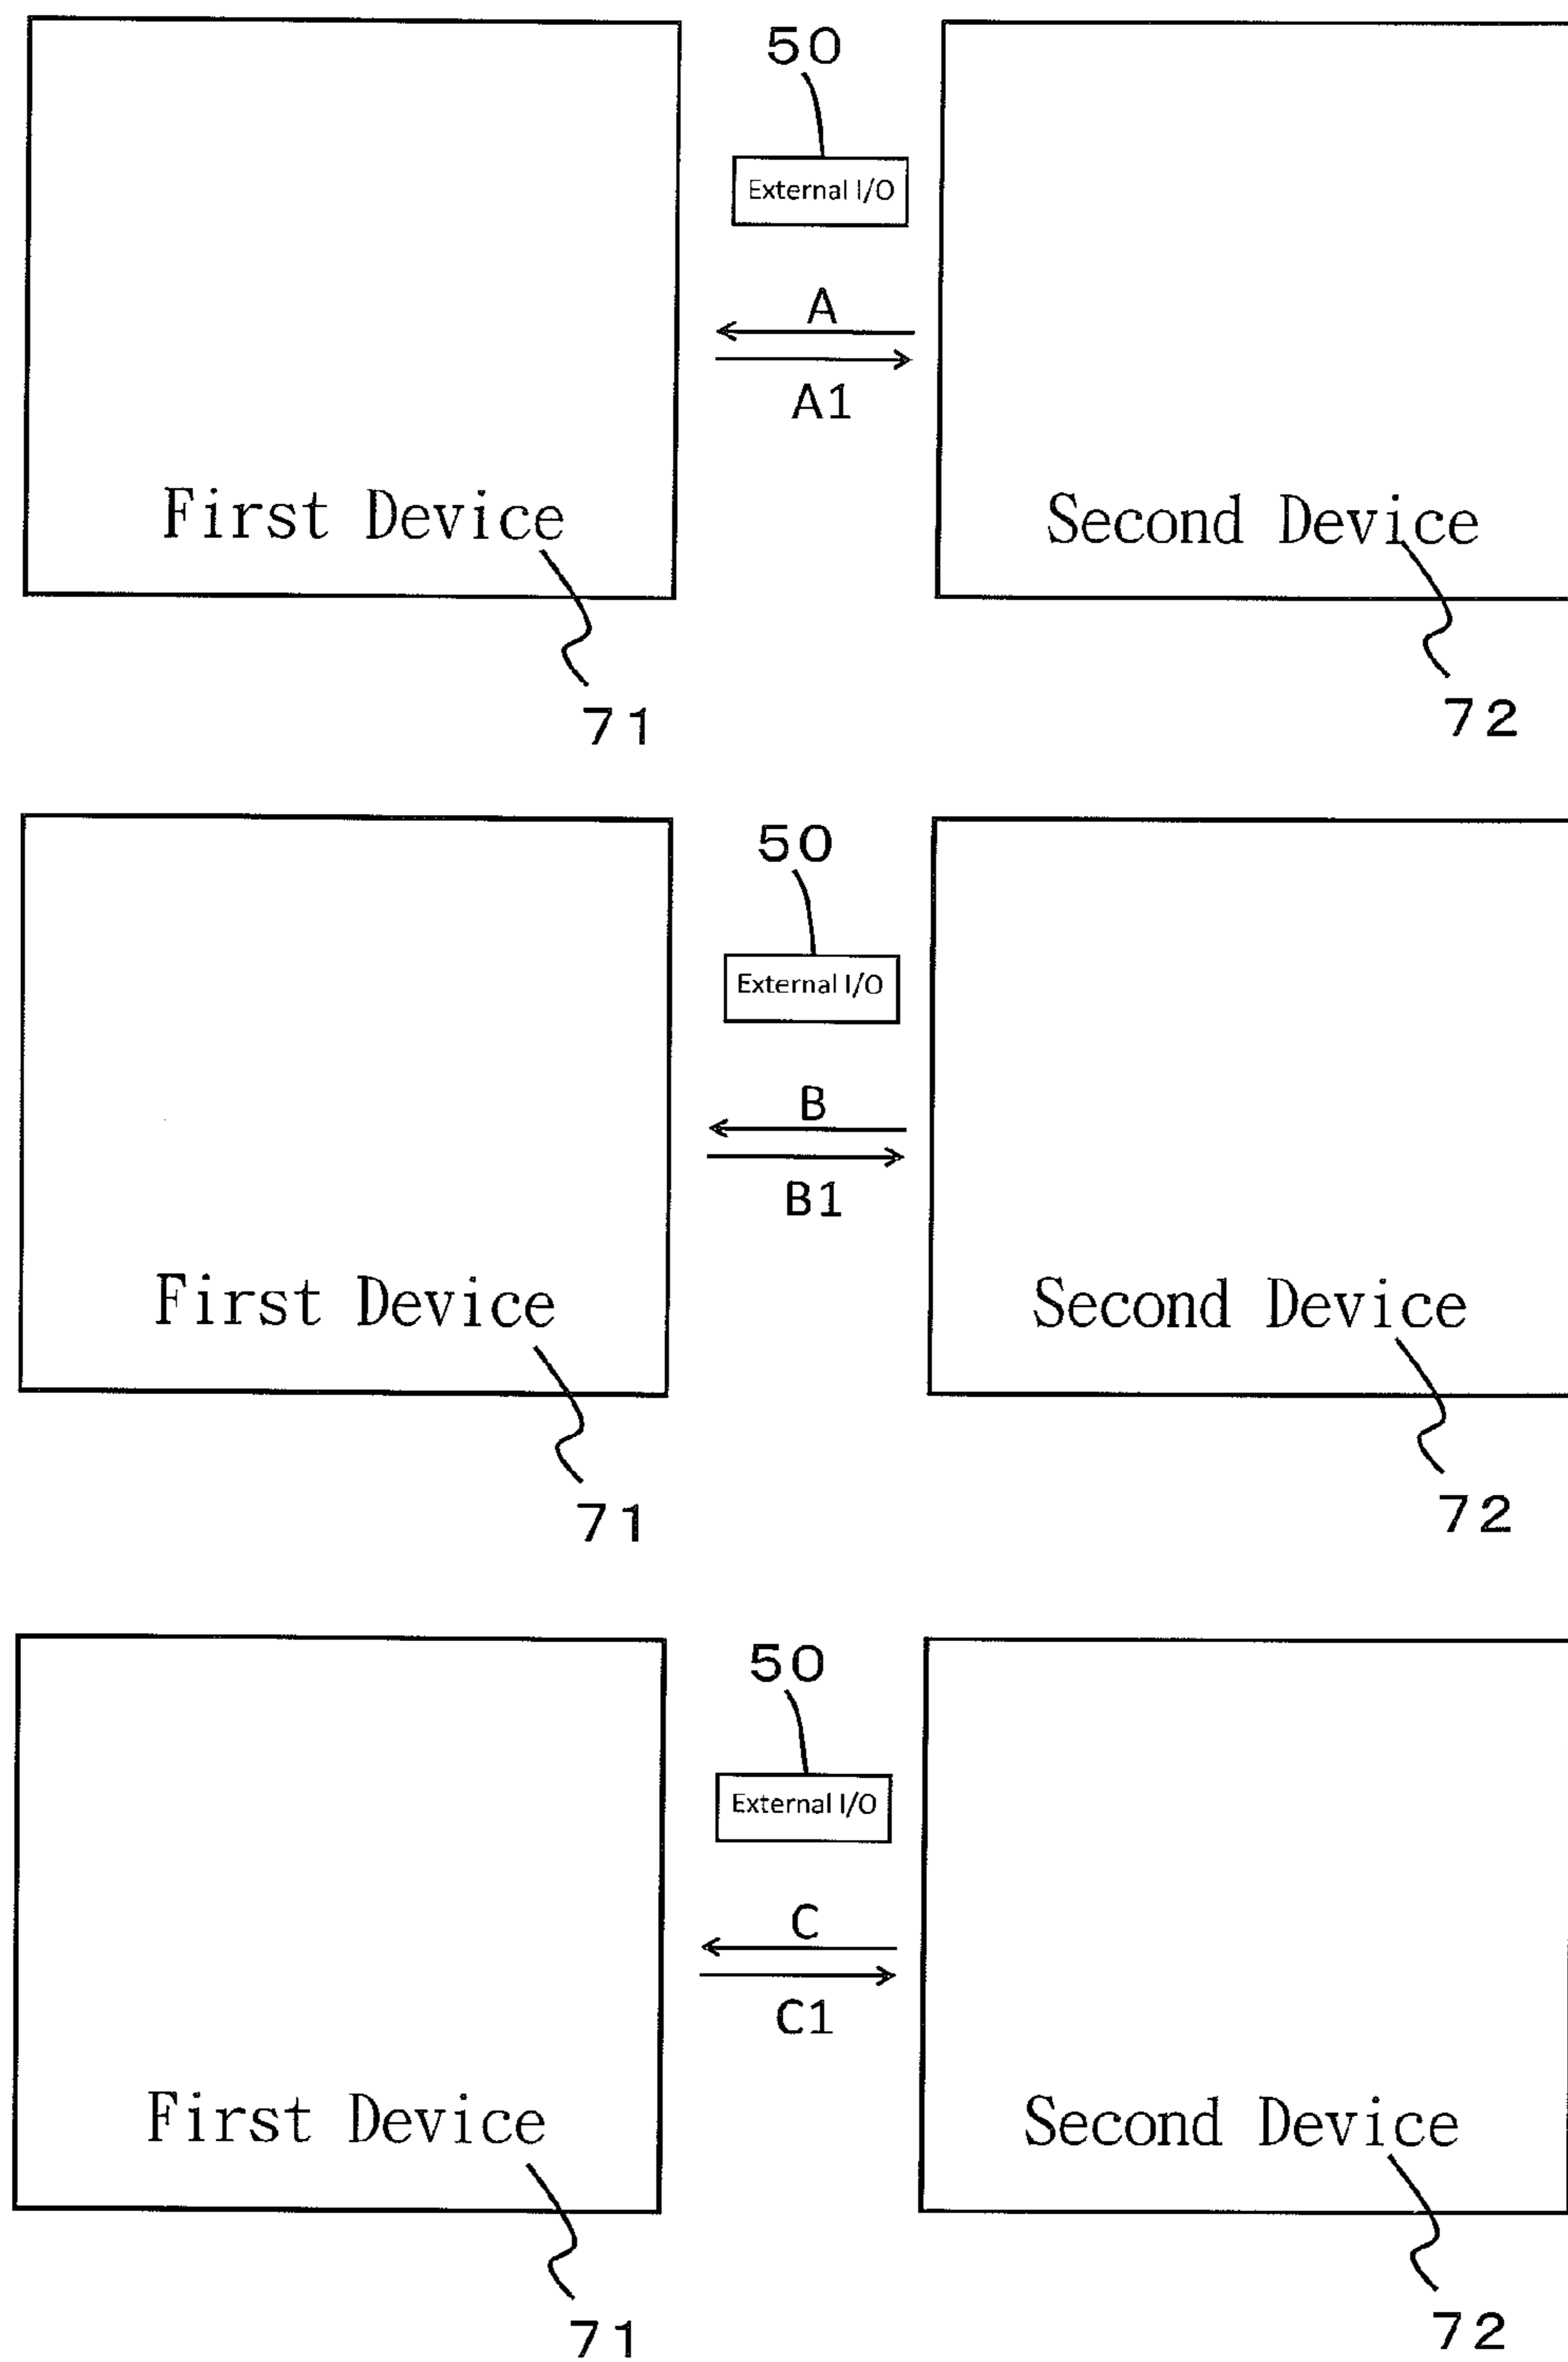 50
External I/O
A
A1
First Device
Second Device
71
72
50
External I/O
B
B1
First Device
Second Device
71
72
50
External I/O
C
C1
First Device
Second Device
71
72